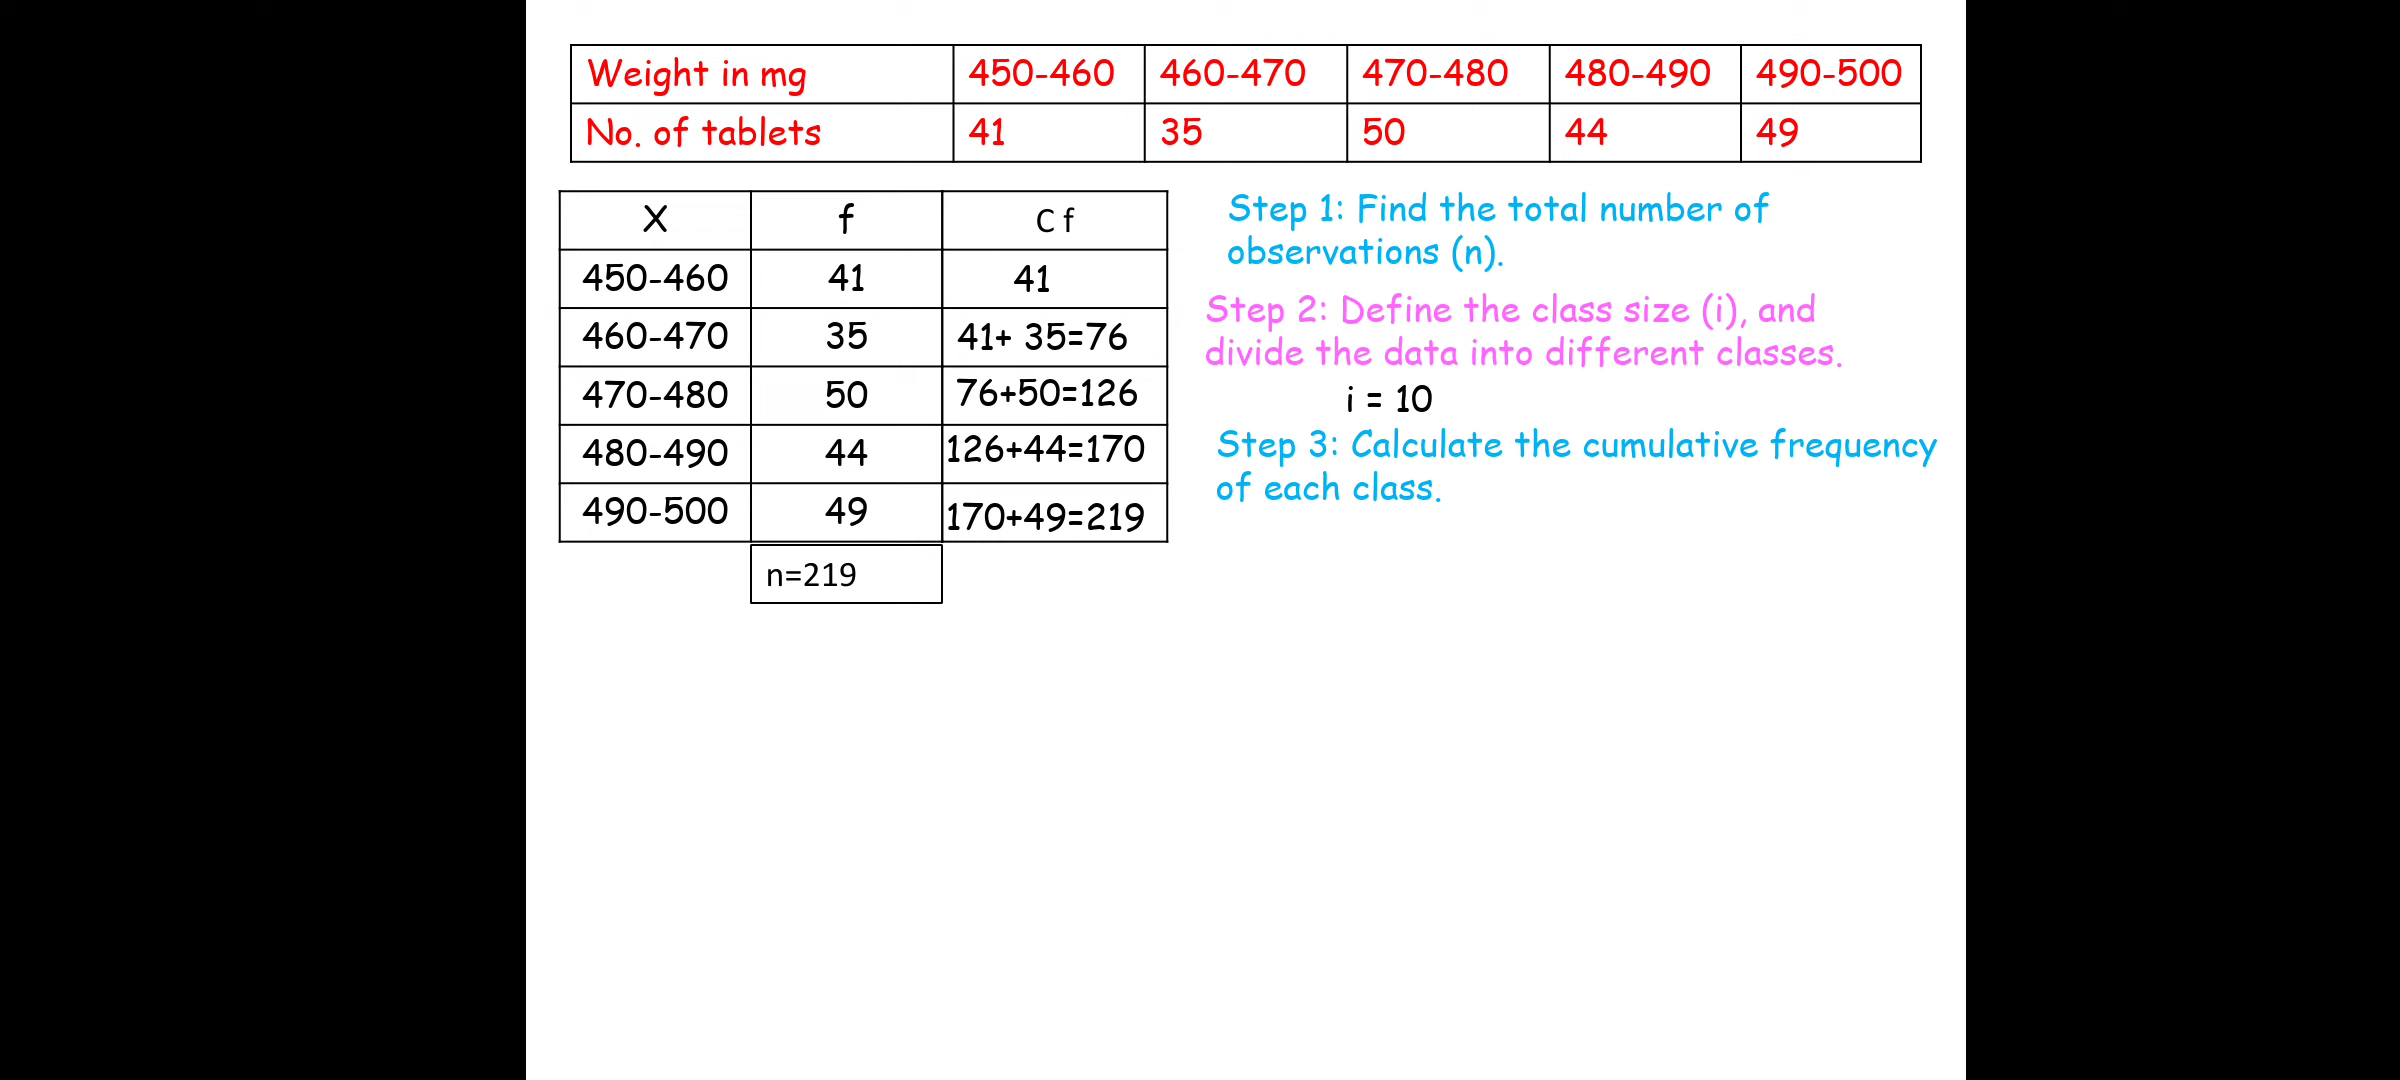 Weight in mg 450-460 460-470 470-480 480-490 490-500
No. of tablets 41 35 50 44 49
X f C f
450-460 41 41
460-470 35 41+ 35=76
470-480 50 76+50=126
480-490 44 126+44=170
490-500 49 170+49=219
n=219
Step 1: Find the total number of
observations (n).
Step 2: Define the class size (i), and
divide the data into different classes.
i = 10
Step 3: Calculate the cumulative frequency
of each class.